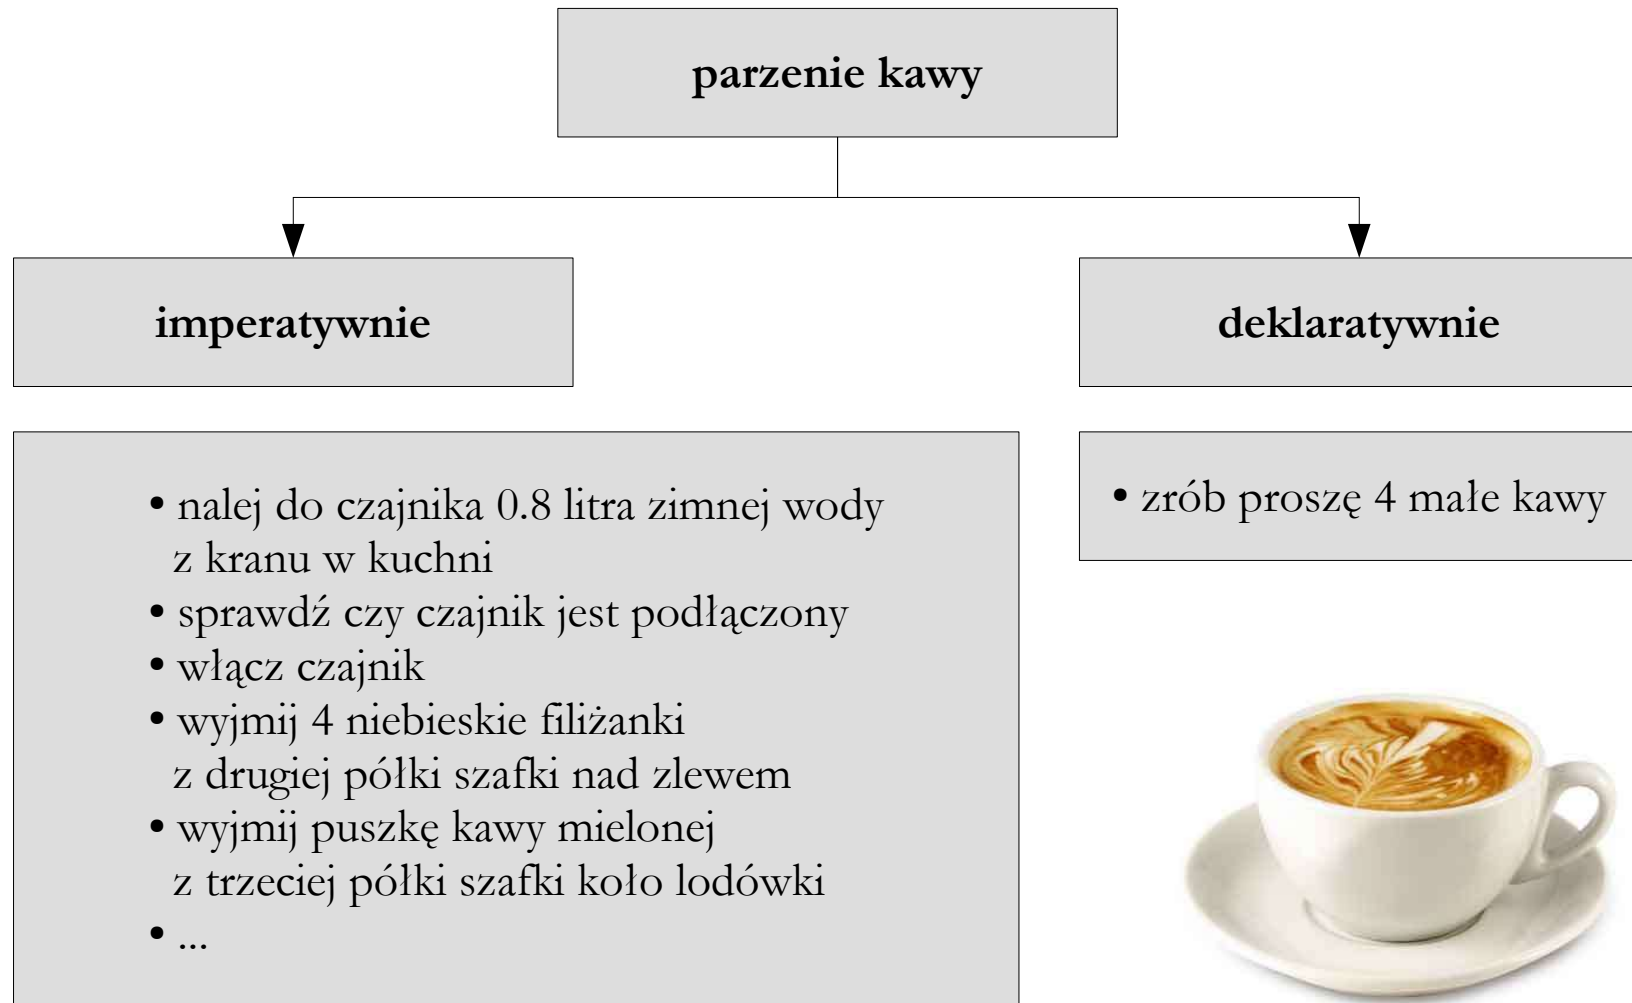 parzenie kawy
imperatywnie
deklaratywnie
• nalej do czajnika 0.8 litra zimnej wody
z kranu w kuchni
• sprawdź czy czajnik jest podłączony
• włącz czajnik
• wyjmij 4 niebieskie filiżanki
z drugiej półki szafki nad zlewem
• wyjmij puszkę kawy mielonej
z trzeciej półki szafki koło lodówki
• ...
• zrób proszę 4 małe kawy